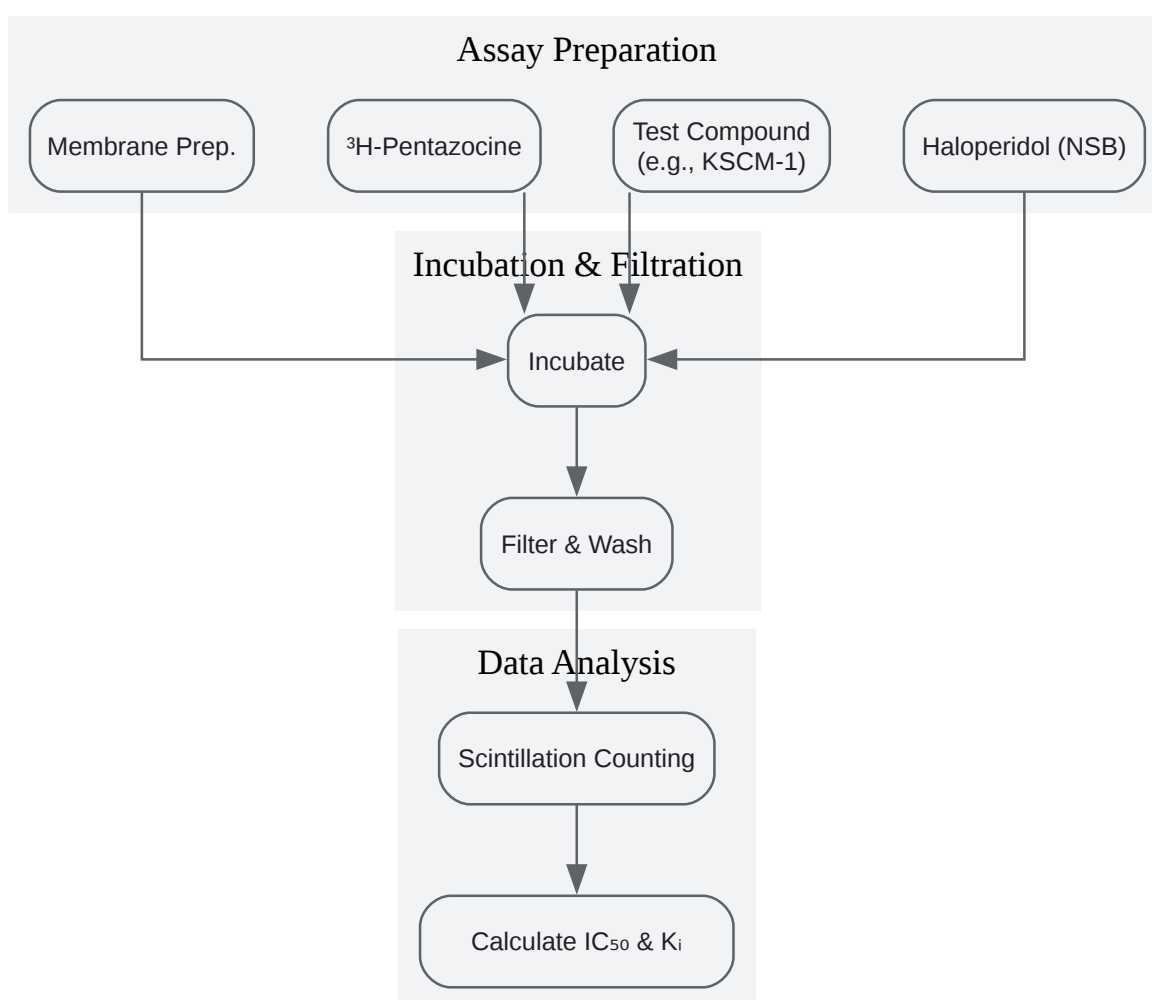 Assay Preparation
Membrane Prep.
³H-Pentazocine
Test Compound
(e.g., KSCM-1)
Haloperidol (NSB)
Incubation & Filtration
Incubate
Filter & Wash
Data Analysis
Scintillation Counting
Calculate IC₅₀ & Kᵢ